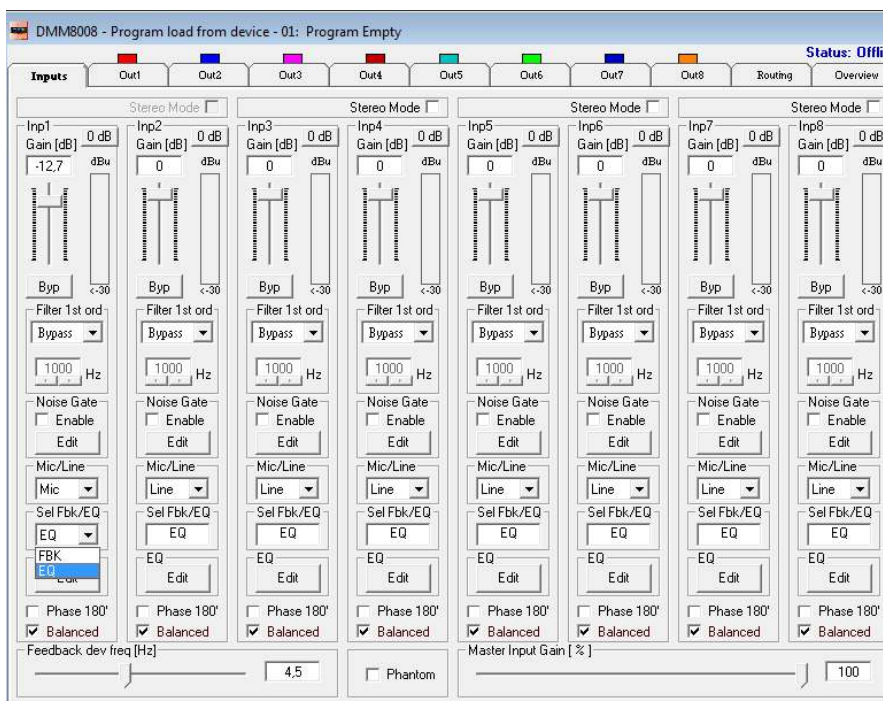 DMM8008 - Program load from device - 01: Program Empty
Status: Offli
Inputs Out1 Out2 Out3 Out4 Out5 Out6 Out7 Out8 Routing Overview
Stereo Mode Stereo Mode Stereo Mode Stereo Mode
Inp1 Inp2 Inp3 Inp4 Inp5 Inp6 Inp7 Inp8
Gain [dB] 0 dB Gain [dB] 0 dB Gain [dB] 0 dB Gain [dB] 0 dB Gain [dB] 0 dB Gain [dB] 0 dB Gain [dB] 0 dB Gain [dB] 0 dB
-12,7 dBu 0 dBu 0 dBu 0 dBu 0 dBu 0 dBu 0 dBu 0 dBu
Byp <-30 Byp <-30 Byp <-30 Byp <-30 Byp <-30 Byp <-30 Byp <-30 Byp <-30
Filter 1st ord Filter 1st ord Filter 1st ord Filter 1st ord Filter 1st ord Filter 1st ord Filter 1st ord Filter 1st ord
Bypass Bypass Bypass Bypass Bypass Bypass Bypass Bypass
1000 Hz 1000 Hz 1000 Hz 1000 Hz 1000 Hz 1000 Hz 1000 Hz 1000 Hz
Noise Gate Noise Gate Noise Gate Noise Gate Noise Gate Noise Gate Noise Gate Noise Gate
Enable Enable Enable Enable Enable Enable Enable Enable
Edit Edit Edit Edit Edit Edit Edit Edit
Mic/Line Mic/Line Mic/Line Mic/Line Mic/Line Mic/Line Mic/Line Mic/Line
Mic Line Line Line Line Line Line Line
Sel Fbk/EQ Sel Fbk/EQ Sel Fbk/EQ Sel Fbk/EQ Sel Fbk/EQ Sel Fbk/EQ Sel Fbk/EQ Sel Fbk/EQ
EQ EQ EQ EQ EQ EQ EQ EQ
FBK EQ EQ EQ EQ EQ EQ EQ
EQ Edit Edit Edit Edit Edit Edit Edit Edit
Phase 180' Phase 180' Phase 180' Phase 180' Phase 180' Phase 180' Phase 180' Phase 180'
Balanced Balanced Balanced Balanced Balanced Balanced Balanced Balanced
Feedback dev freq [Hz] Master Input Gain [ % ]
4,5 Phantom 100